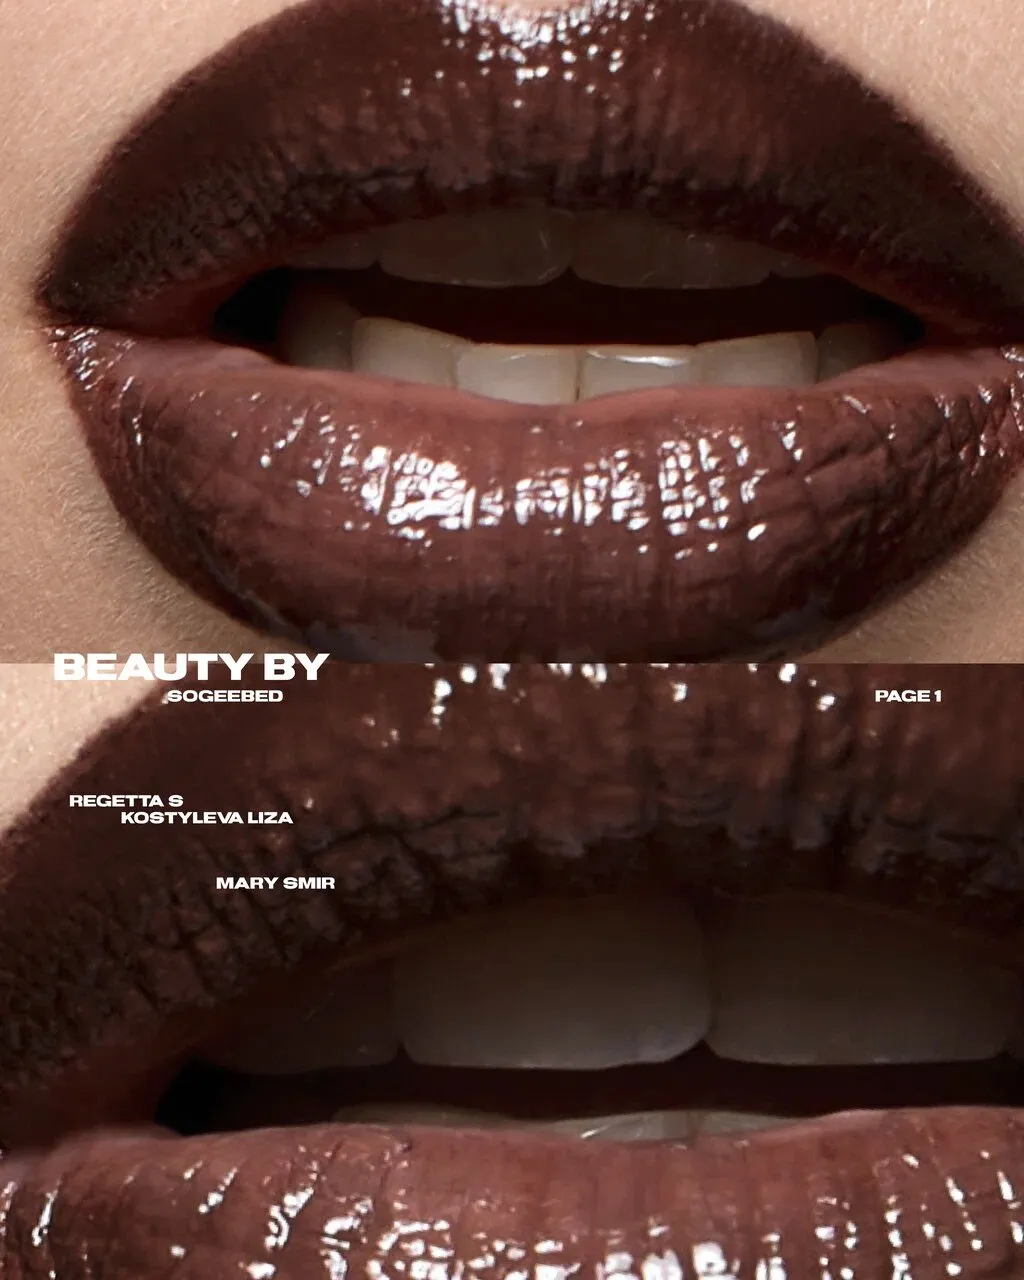 BEAUTY BY
SOGEEBED
PAGE 1
REGETTA S
KOSTYLEVA LIZA
MARY SMIR